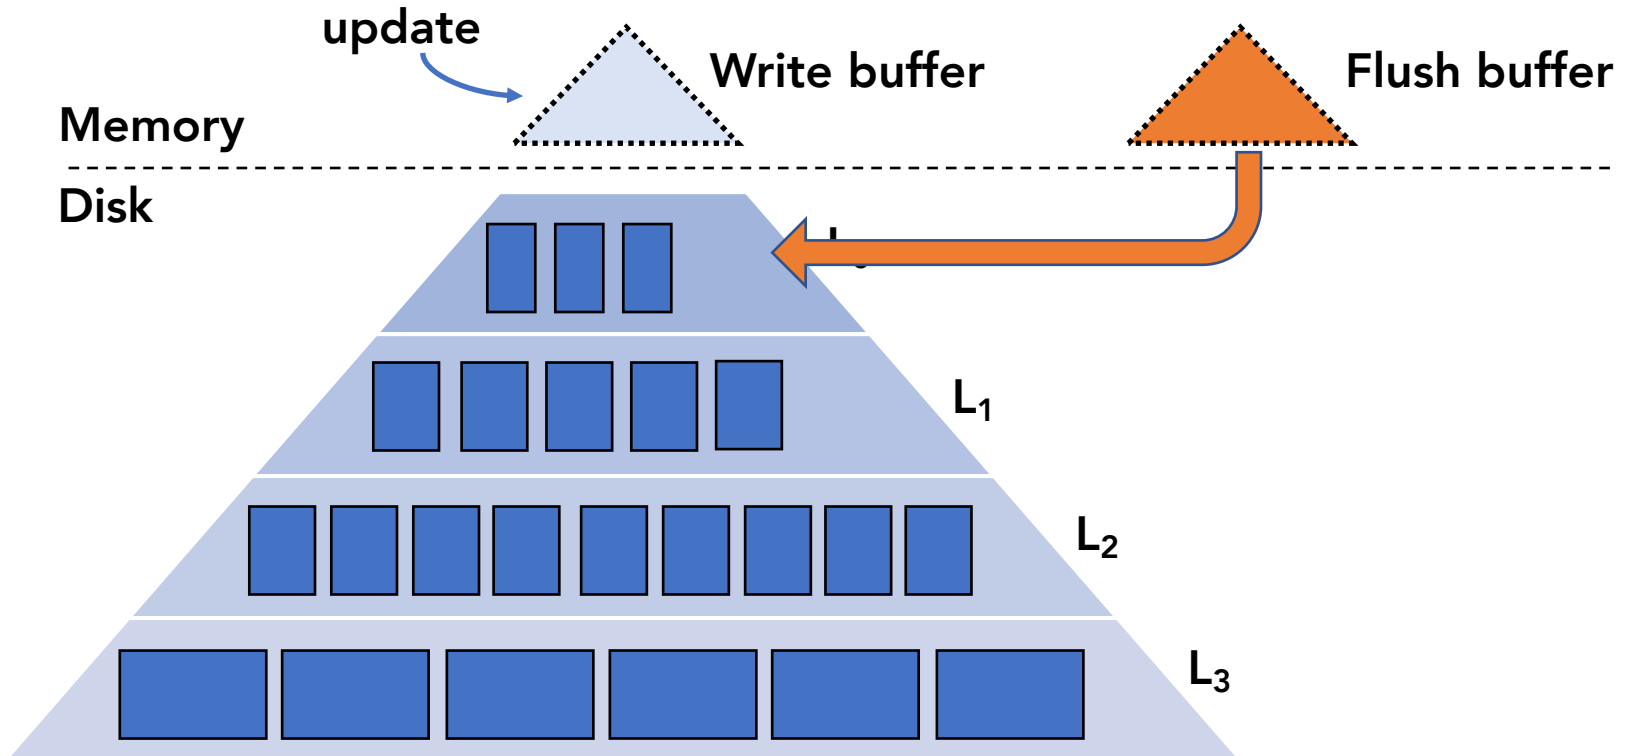 update
Write buffer
Flush buffer
Memory
Disk
L₁
L₂
L₃